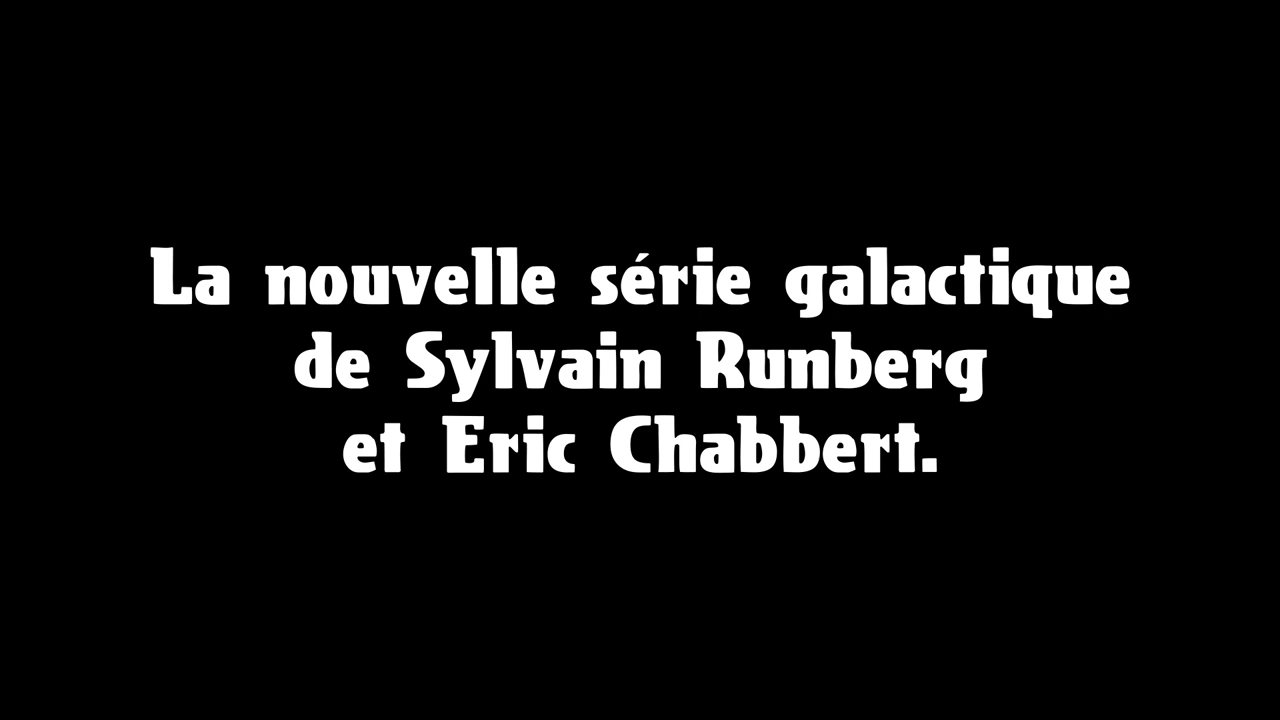 La nouvelle série galactique
de Sylvain Runberg
et Eric Chabbert.